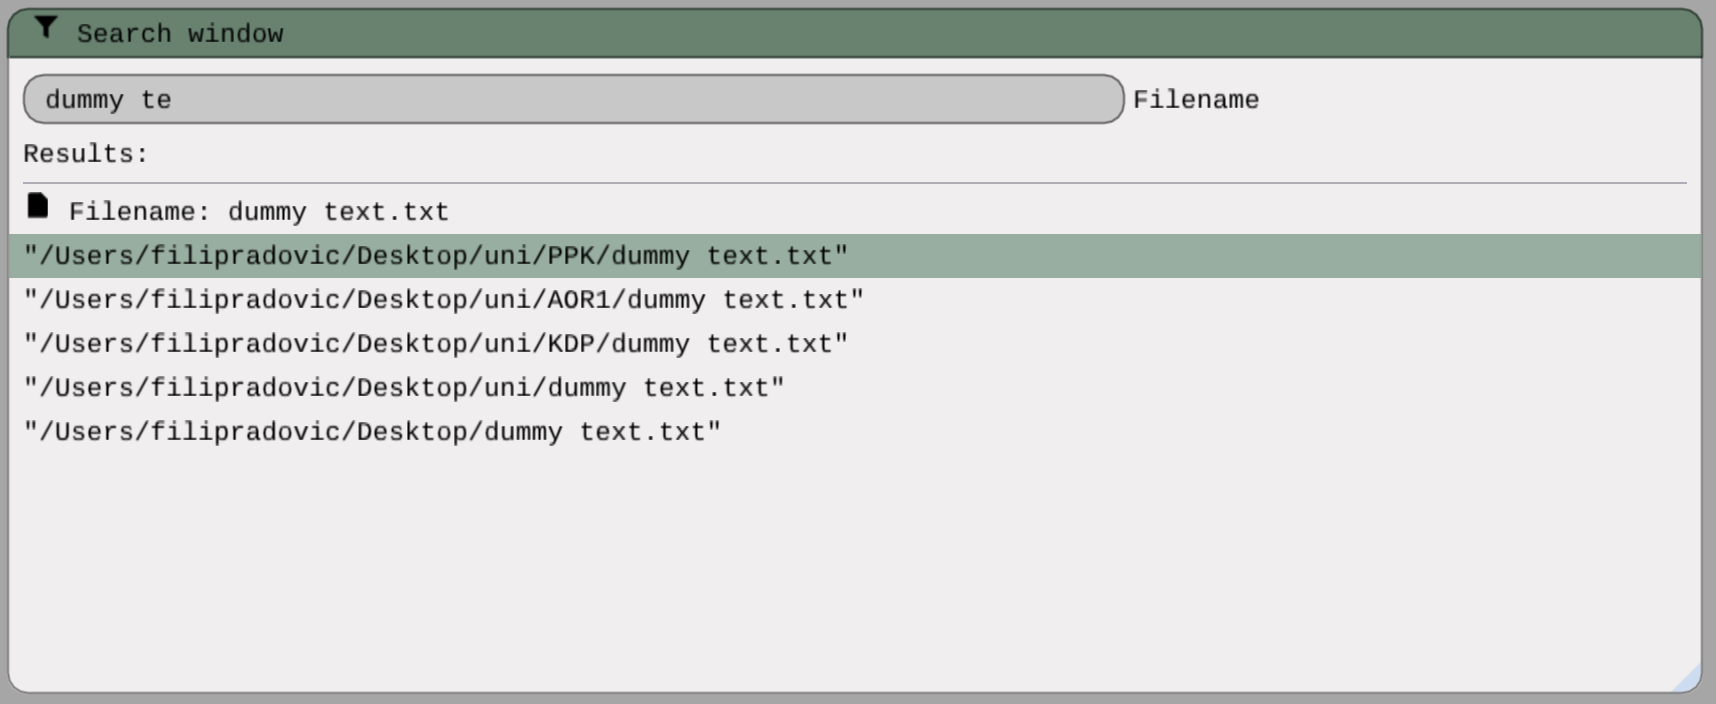 Search window
dummy te Filename
Results:
Filename: dummy text.txt
"/Users/filipradovic/Desktop/uni/PPK/dummy text.txt"
"/Users/filipradovic/Desktop/uni/AOR1/dummy text.txt"
"/Users/filipradovic/Desktop/uni/KDP/dummy text.txt"
"/Users/filipradovic/Desktop/uni/dummy text.txt"
"/Users/filipradovic/Desktop/dummy text.txt"